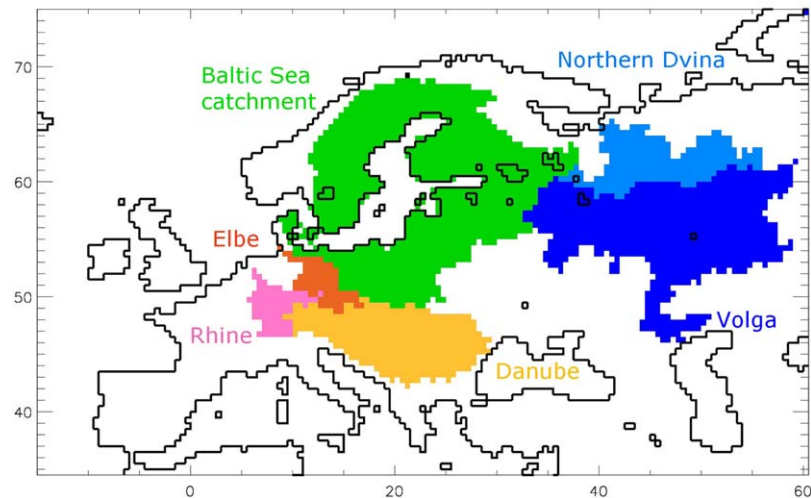 Northern Dvina
Baltic Sea
catchment
Elbe
Rhine
Danube
Volga
70
60
50
40
0
20
40
60